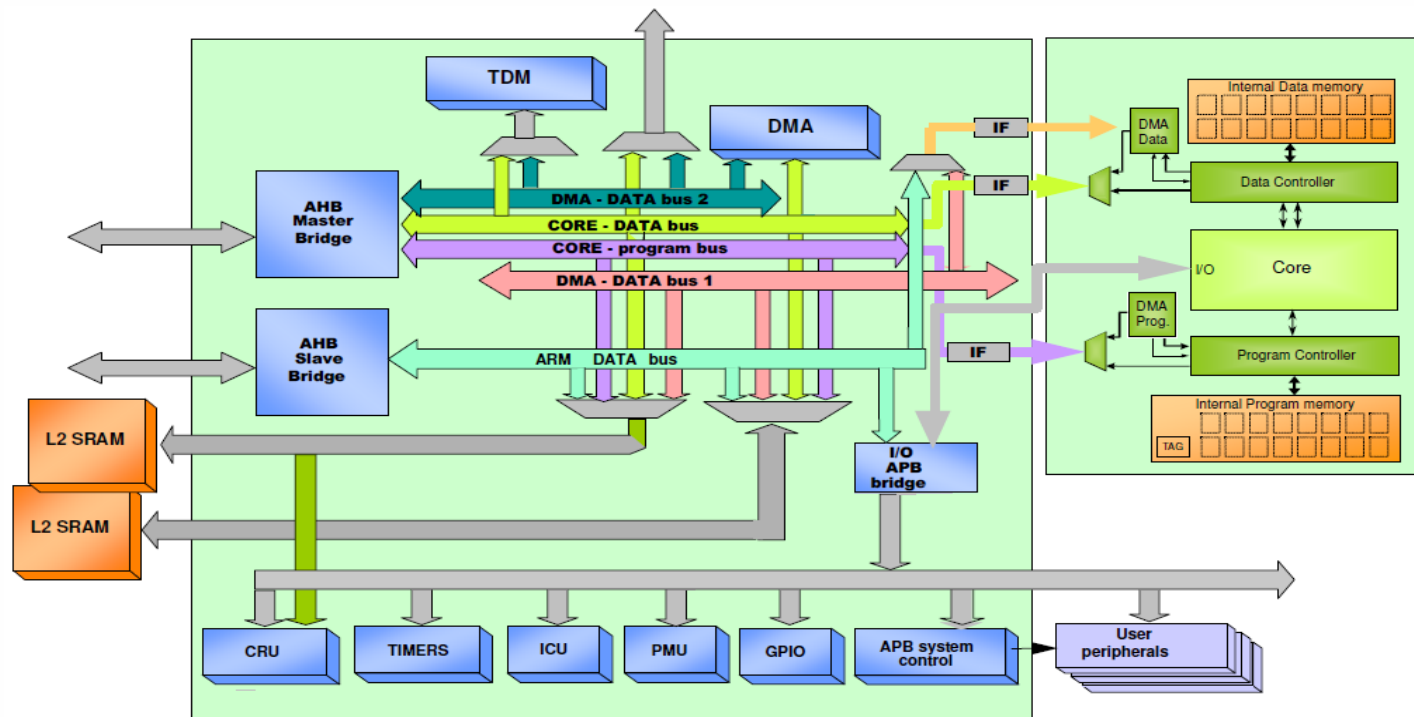 TDM
DMA
AHB
Master
Bridge
DMA - DATA bus 2
CORE - DATA bus
CORE - program bus
DMA - DATA bus 1
AHB
Slave
Bridge
ARM DATA bus
L2 SRAM
L2 SRAM
I/O
APB
bridge
CRU
TIMERS
ICU
PMU
GPIO
APB system
control
User
peripherals
IF
IF
IF
Internal Data memory
DMA
Data
Data Controller
I/O
Core
DMA
Prog.
Program Controller
Internal Program memory
TAG